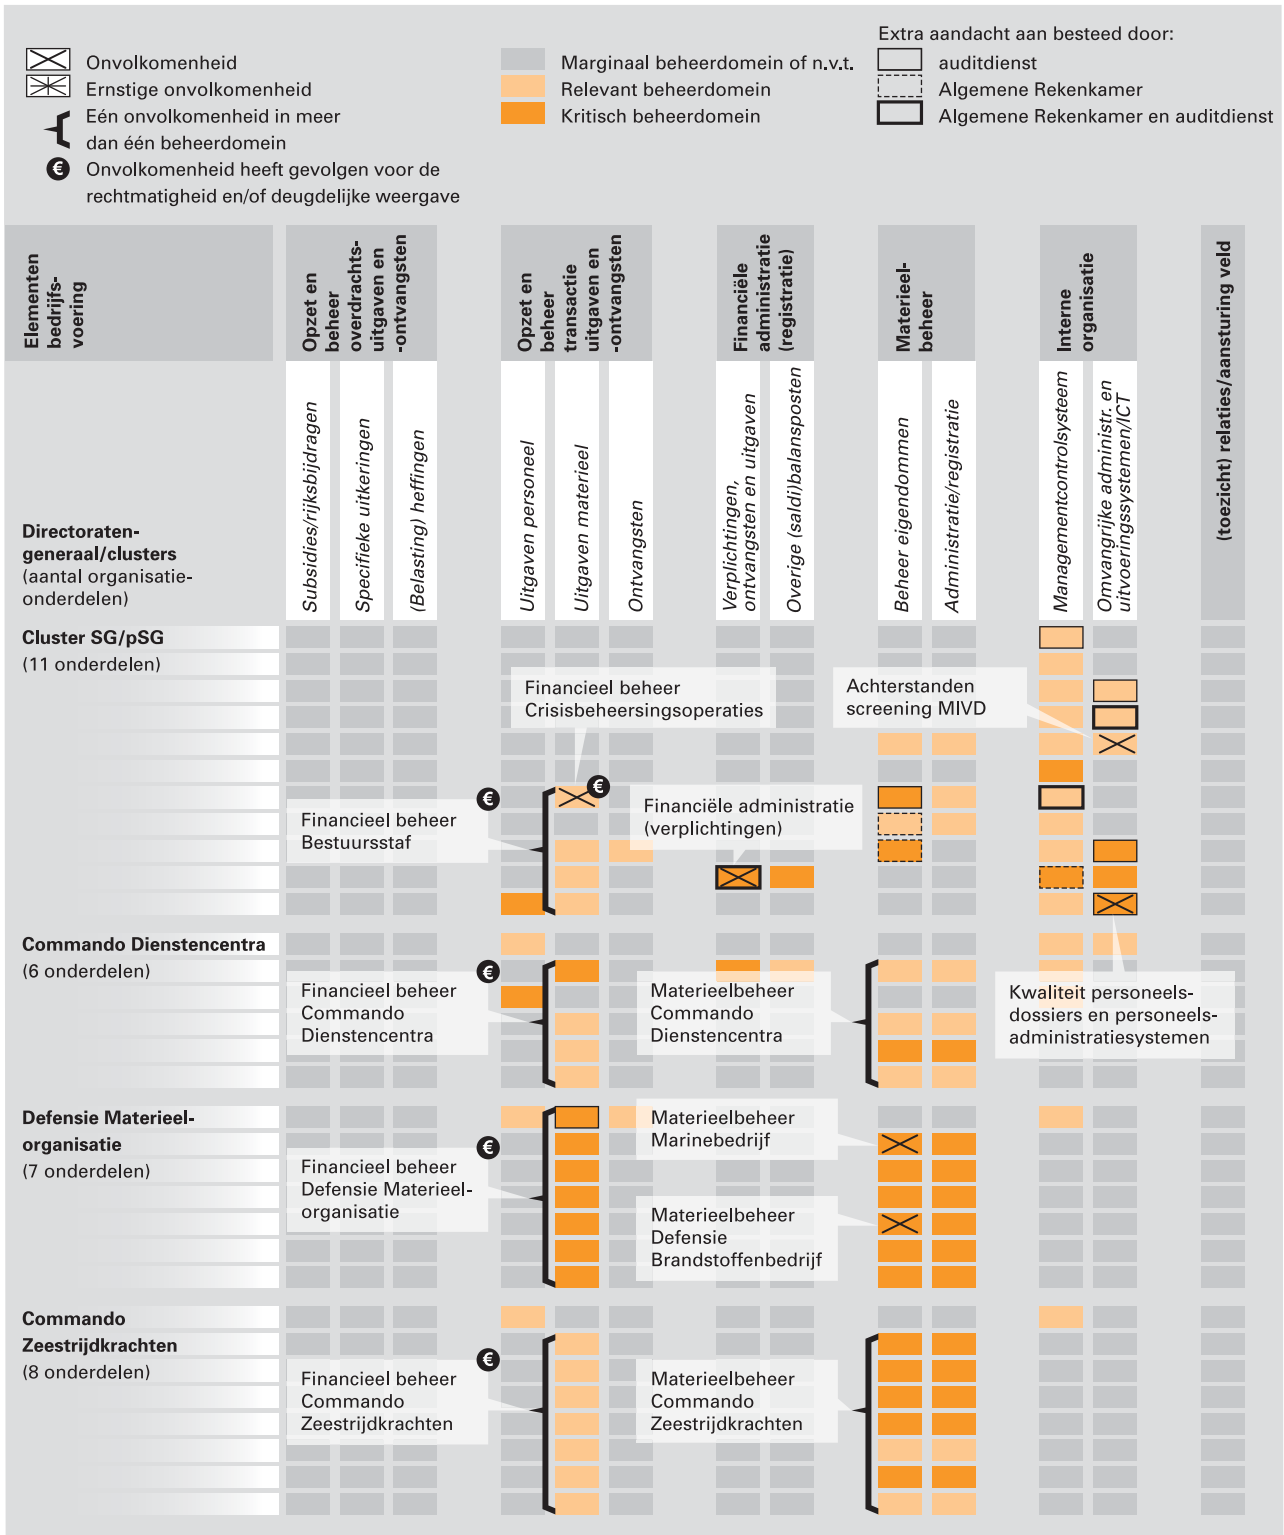 Onvolkomenheid
Ernstige onvolkomenheid
Eén onvolkomenheid in meer
dan één beheerdomein
€ Onvolkomenheid heeft gevolgen voor de
rechtmatigheid en/of deugdelijke weergave
Marginaal beheerdomein of n.v.t.
Relevant beheerdomein
Kritisch beheerdomein
Extra aandacht aan besteed door:
auditdienst
Algemene Rekenkamer
Algemene Rekenkamer en auditdienst
Elementen
bedrijfs-
voering
Opzet en
beheer
overdrachts-
uitgaven en
-ontvangsten
Opzet en
beheer
transactie
uitgaven en
-ontvangsten
Financiële
administratie
(registratie)
Materieel-
beheer
Interne
organisatie
(toezicht) relaties/aansturing veld
Directoraten-
generaal/clusters
(aantal organisatie-
onderdelen)
Subsidies/rijksbijdragen
Specifieke uitkeringen
(Belasting) heffingen
Uitgaven personeel
Uitgaven materieel
Ontvangsten
Verplichtingen,
ontvangsten en uitgaven
Overige (saldi)balansposten
Beheer eigendommen
Administratie/registratie
Managementcontrolsysteem
Omvangrijke administr. en
uitvoeringssystemen/ICT
Cluster SG/pSG
(11 onderdelen)
Financieel beheer
Crisisbeheersingsoperaties
Achterstanden
screening MIVD
€
€
Financieel beheer
Bestuursstaf
Financiële administratie
(verplichtingen)
Commando Dienstencentra
(6 onderdelen)
€
Financieel beheer
Commando
Dienstencentra
Materieelbeheer
Commando
Dienstencentra
Kwaliteit personeels-
dossiers en personeels-
administratiesystemen
Defensie Materieel-
organisatie
(7 onderdelen)
€
Financieel beheer
Defensie Materieel-
organisatie
Materieelbeheer
Marinebedrijf
Materieelbeheer
Defensie
Brandstoffenbedrijf
Commando
Zeestrijdkrachten
(8 onderdelen)
€
Financieel beheer
Commando
Zeestrijdkrachten
Materieelbeheer
Commando
Zeestrijdkrachten